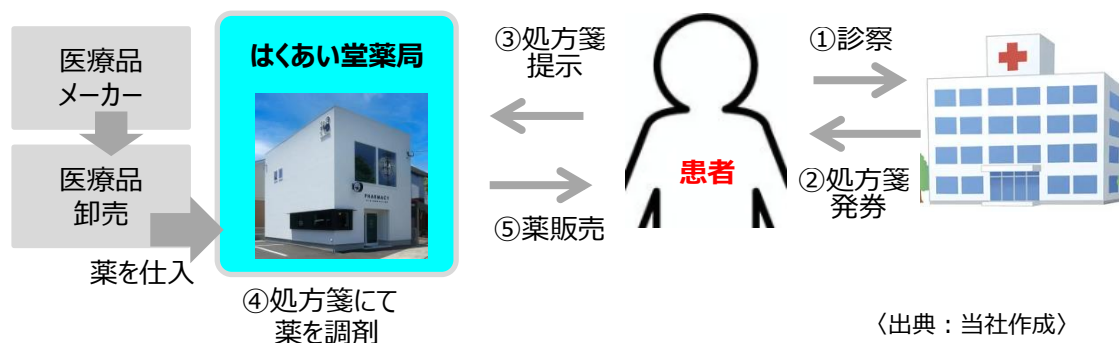 医療品
メーカー
医療品
卸売
薬を仕入
はくあい堂薬局
PHARMACY
④処方箋にて
薬を調剤
③処方箋
提示
⑤薬販売
患者
①診察
②処方箋
発券
〈出典：当社作成〉